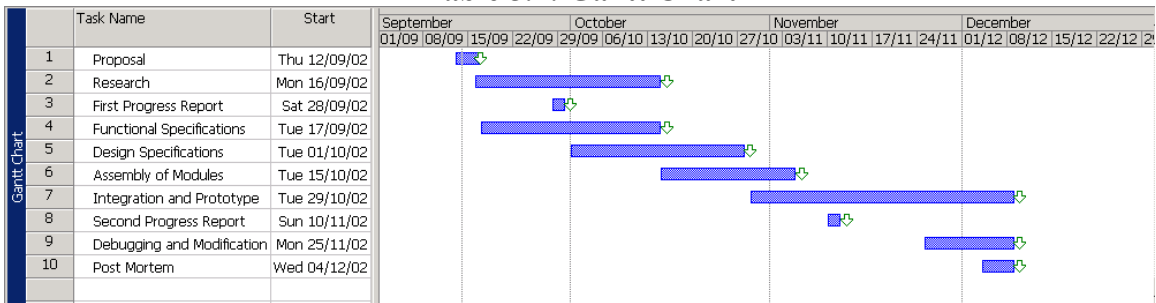 Task Name Start September October November December
01/09 08/09 15/09 22/09 29/09 06/10 13/10 20/10 27/10 03/11 10/11 17/11 24/11 01/12 08/12 15/12 22/12
Gantt Chart
1 Proposal Thu 12/09/02
2 Research Mon 16/09/02
3 First Progress Report Sat 28/09/02
4 Functional Specifications Tue 17/09/02
5 Design Specifications Tue 01/10/02
6 Assembly of Modules Tue 15/10/02
7 Integration and Prototype Tue 29/10/02
8 Second Progress Report Sun 10/11/02
9 Debugging and Modification Mon 25/11/02
10 Post Mortem Wed 04/12/02